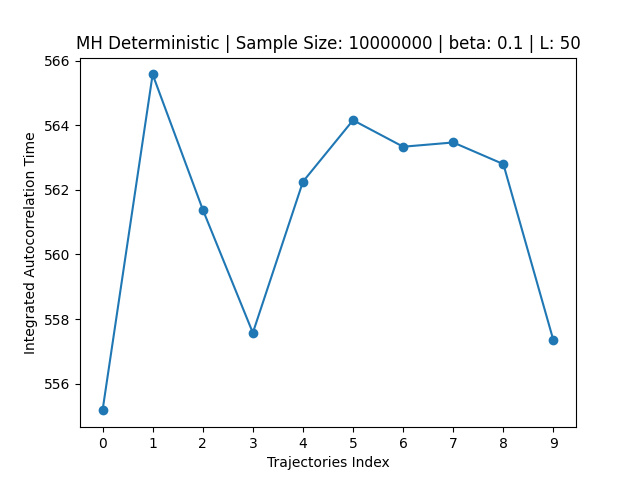 MH Deterministic | Sample Size: 10000000 | beta: 0.1 | L: 50
566
564
562
560
558
556
Integrated Autocorrelation Time
0 1 2 3 4 5 6 7 8 9
Trajectories Index